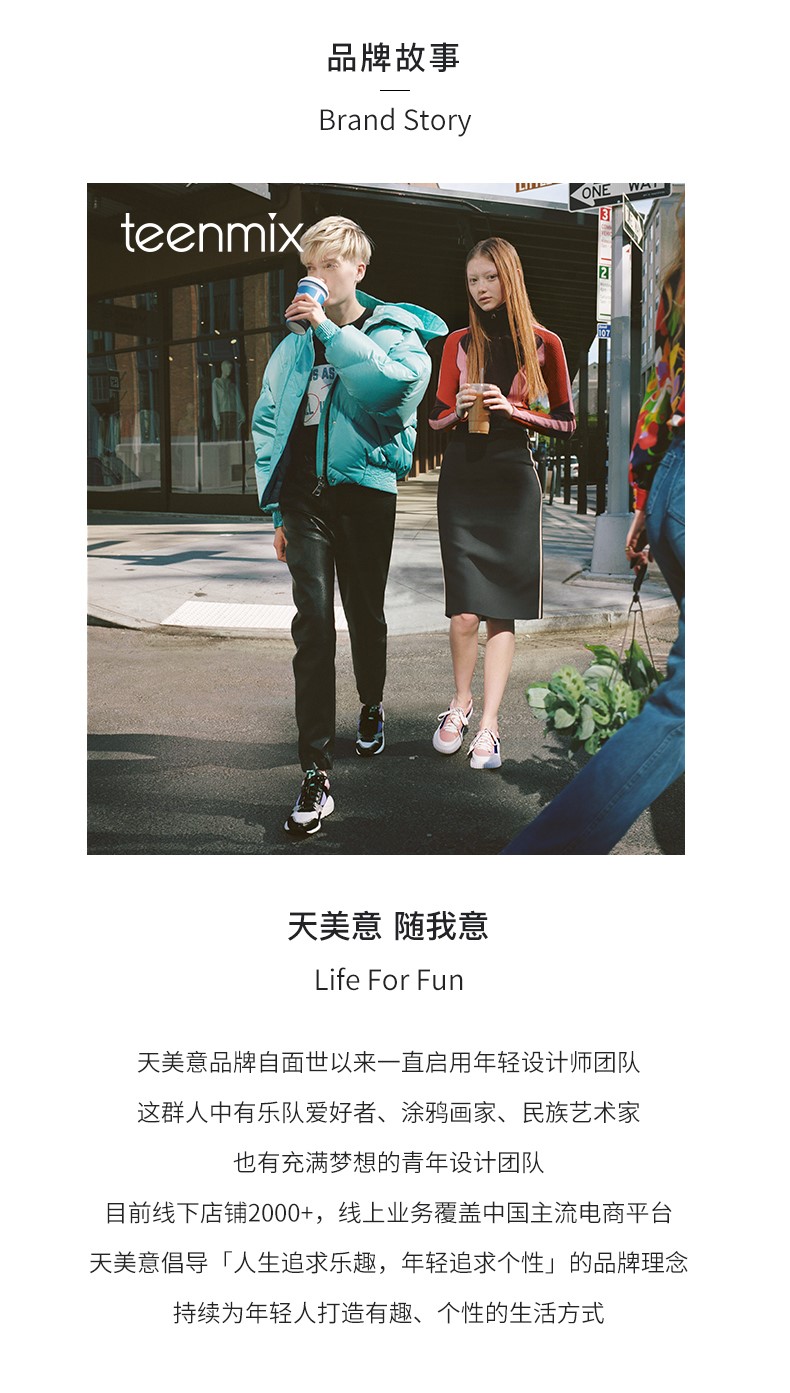 品牌故事
Brand Story
teenmix
ONE WAY
3
2
107
S AS
天美意 随我意
Life For Fun
天美意品牌自面世以来一直启用年轻设计师团队
这群人中有乐队爱好者、涂鸦画家、民族艺术家
也有充满梦想的青年设计团队
目前线下店铺2000+，线上业务覆盖中国主流电商平台
天美意倡导「人生追求乐趣，年轻追求个性」的品牌理念
持续为年轻人打造有趣、个性的生活方式